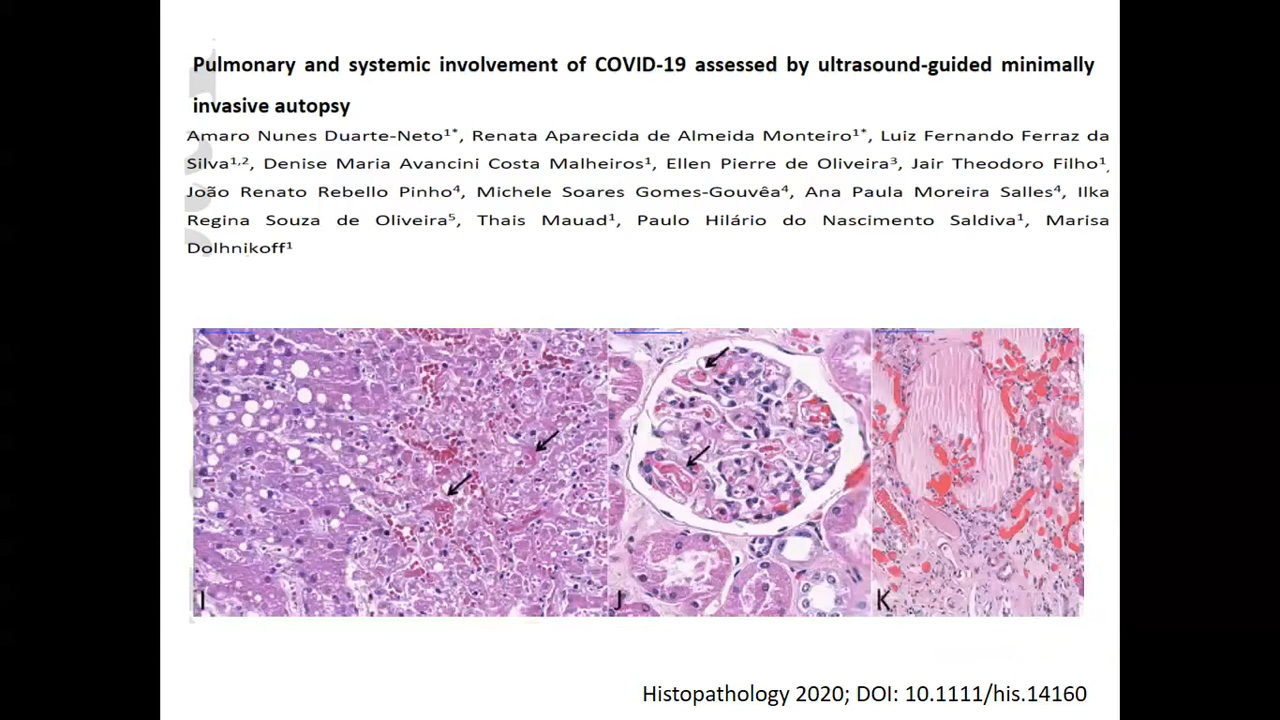 Pulmonary and systemic involvement of COVID-19 assessed by ultrasound-guided minimally
invasive autopsy
Amaro Nunes Duarte-Neto¹*, Renata Aparecida de Almeida Monteiro¹*, Luiz Fernando Ferraz da
Silva¹,², Denise Maria Avancini Costa Malheiros¹, Ellen Pierre de Oliveira³, Jair Theodoro Filho¹,
João Renato Rebello Pinho⁴, Michele Soares Gomes-Gouvêa⁴, Ana Paula Moreira Salles⁴, Ilka
Regina Souza de Oliveira⁵, Thais Mauad¹, Paulo Hilário do Nascimento Saldiva¹, Marisa
Dolhnikoff¹
I J K
Histopathology 2020; DOI: 10.1111/his.14160